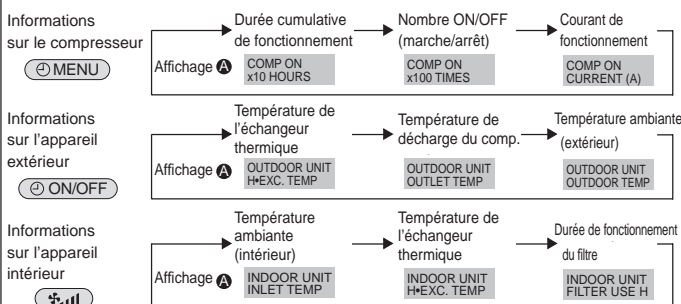 Informations
sur le compresseur
MENU
Durée cumulative
de fonctionnement
Nombre ON/OFF
(marche/arrêt)
Courant de
fonctionnement
Affichage A
COMP ON
x10 HOURS
COMP ON
x100 TIMES
COMP ON
CURRENT (A)
Informations
sur l'appareil
extérieur
ON/OFF
Température de
l'échangeur
thermique
Température de
décharge du comp.
Température ambiante
(extérieur)
Affichage A
OUTDOOR UNIT
H•EXC. TEMP
OUTDOOR UNIT
OUTLET TEMP
OUTDOOR UNIT
OUTDOOR TEMP
Informations
sur l'appareil
intérieur
Température
ambiante
(intérieur)
Température de
l'échangeur
thermique
Durée de fonctionnement
du filtre
Affichage A
INDOOR UNIT
INLET TEMP
INDOOR UNIT
H•EXC. TEMP
INDOOR UNIT
FILTER USE H